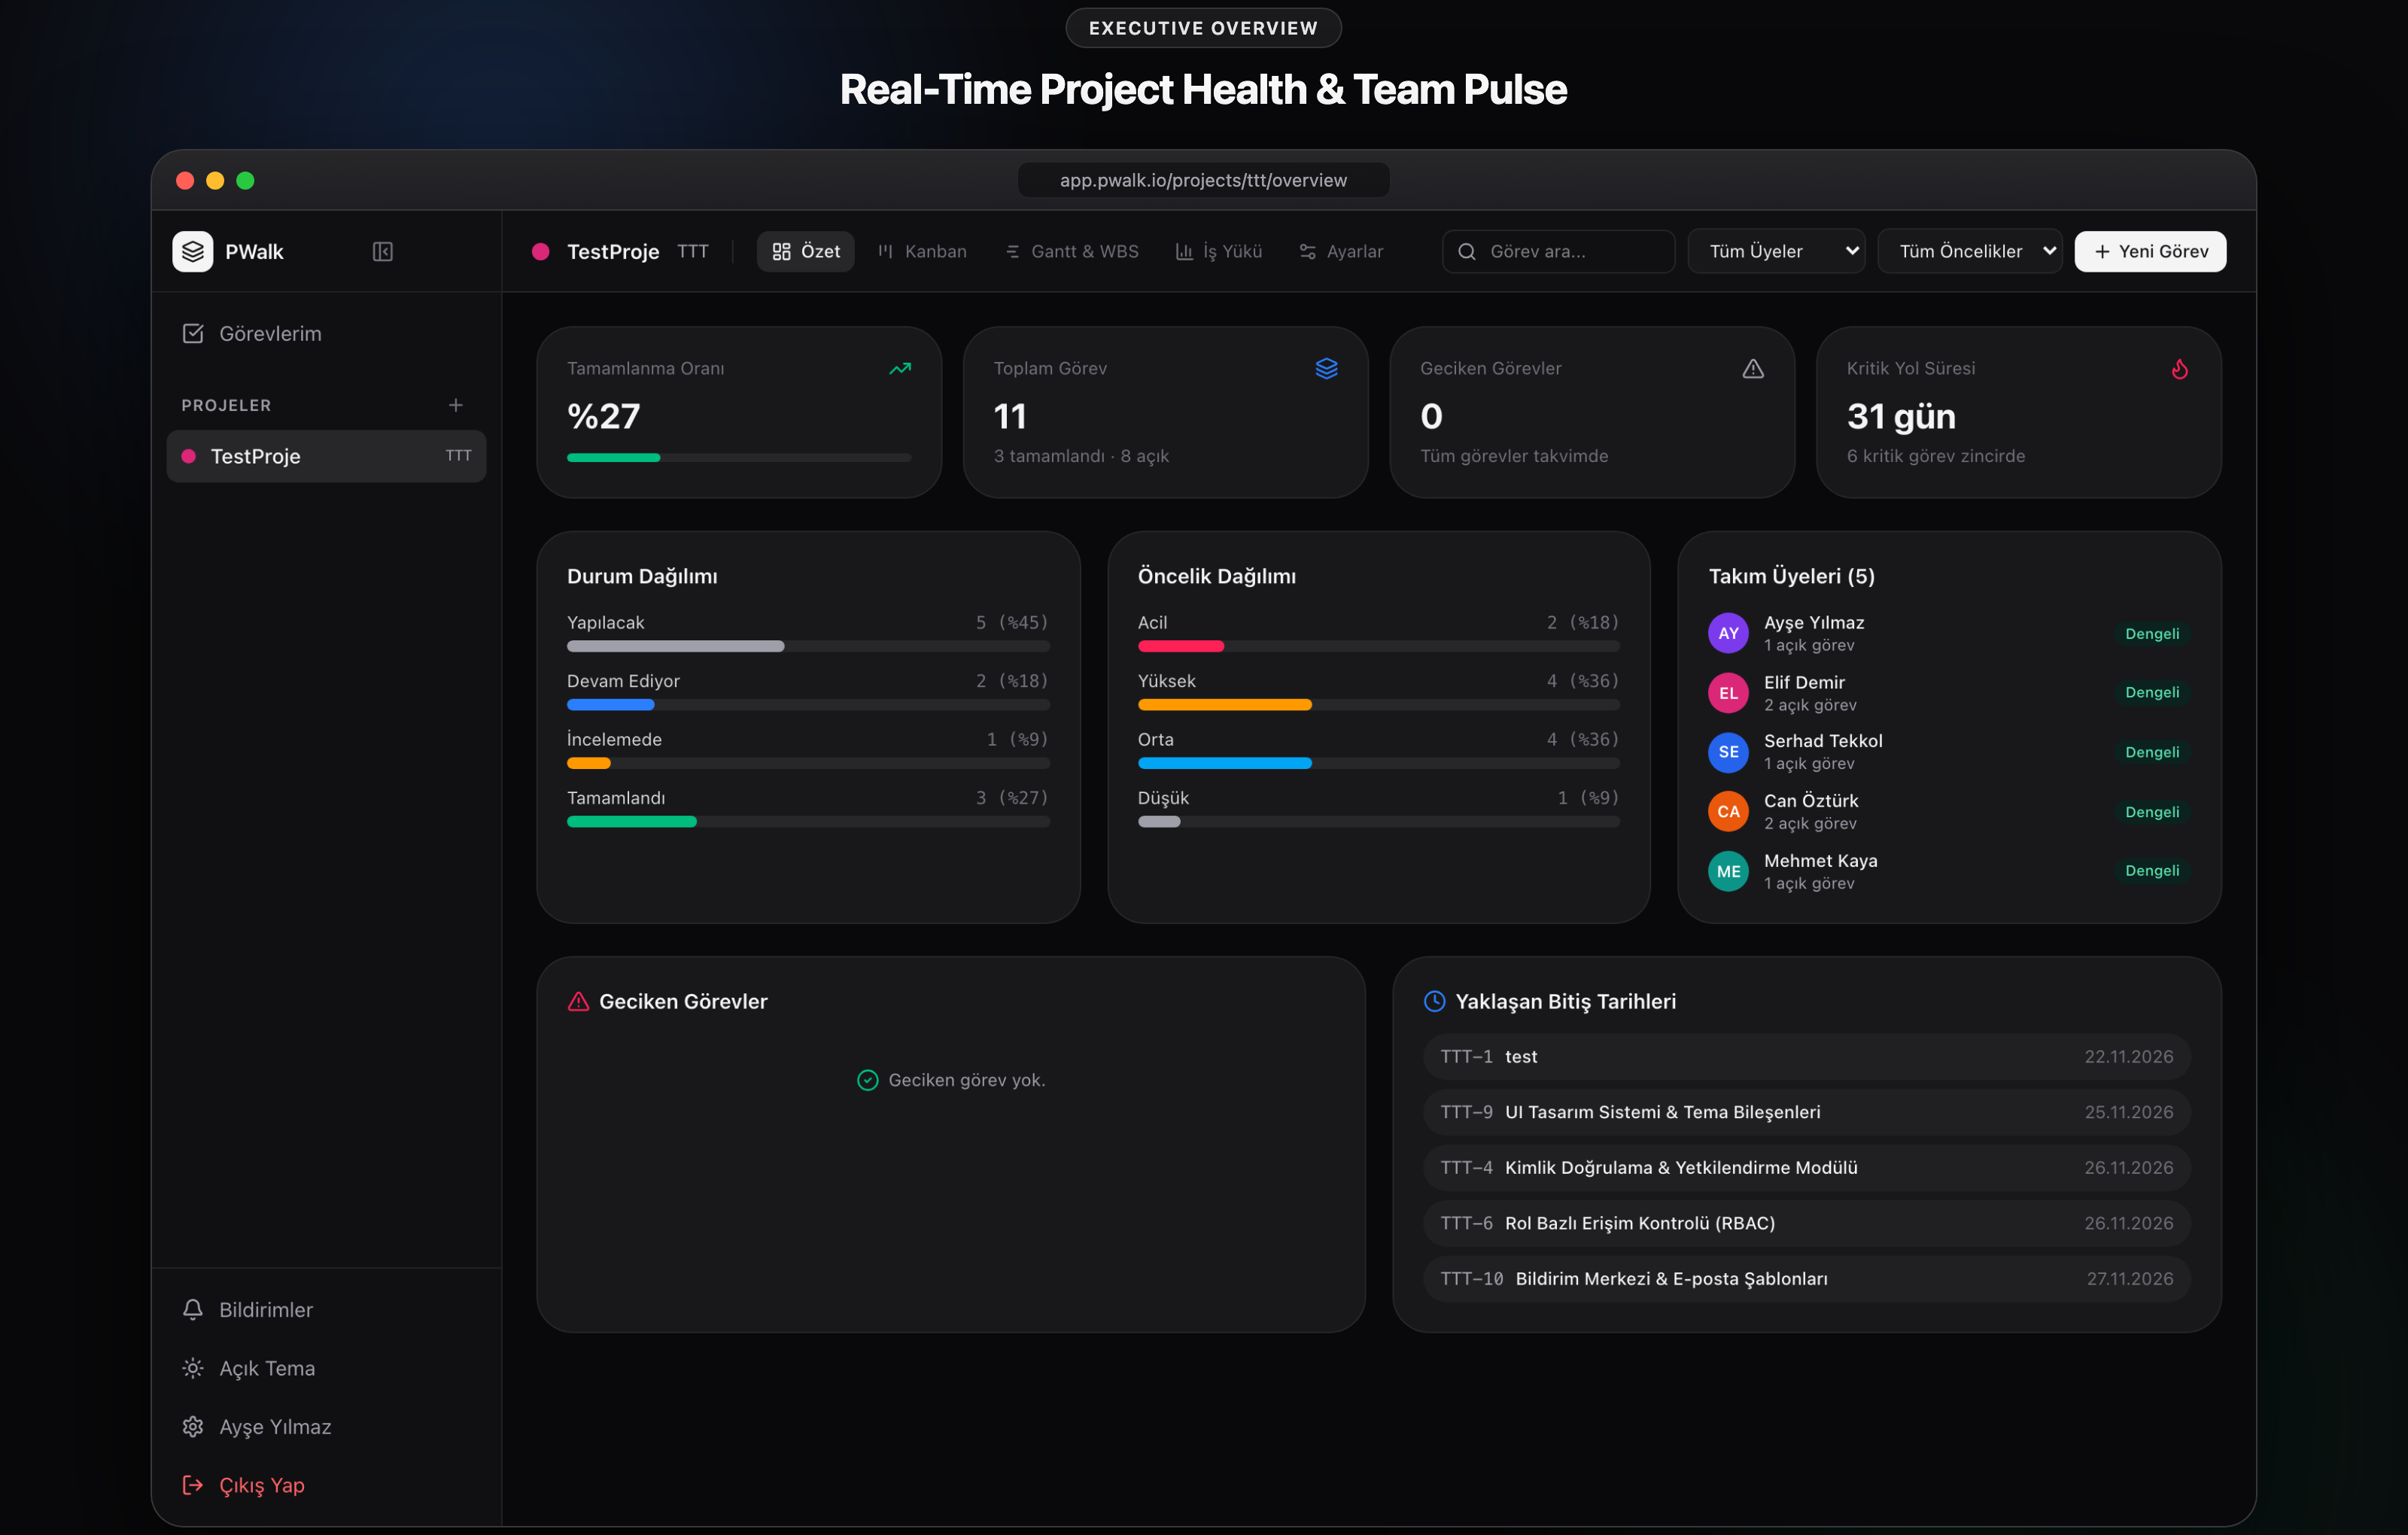 EXECUTIVE OVERVIEW
Real-Time Project Health & Team Pulse
app.pwalk.io/projects/ttt/overview
PWalk
TestProje TTT
Özet
Kanban
Gantt & WBS
İş Yükü
Ayarlar
Görev ara...
Tüm Üyeler
Tüm Öncelikler
+ Yeni Görev
Görevlerim
PROJELER +
TestProje TTT
Bildirimler
Açık Tema
Ayşe Yılmaz
Çıkış Yap
Tamamlanma Oranı
%27
Toplam Görev
11
3 tamamlandı · 8 açık
Geciken Görevler
0
Tüm görevler takvimde
Kritik Yol Süresi
31 gün
6 kritik görev zincirde
Durum Dağılımı
Yapılacak 5 (%45)
Devam Ediyor 2 (%18)
İncelemede 1 (%9)
Tamamlandı 3 (%27)
Öncelik Dağılımı
Acil 2 (%18)
Yüksek 4 (%36)
Orta 4 (%36)
Düşük 1 (%9)
Takım Üyeleri (5)
AY Ayşe Yılmaz Dengeli
1 açık görev
EL Elif Demir Dengeli
2 açık görev
SE Serhad Tekkol Dengeli
1 açık görev
CA Can Öztürk Dengeli
2 açık görev
ME Mehmet Kaya Dengeli
1 açık görev
Geciken Görevler
Geciken görev yok.
Yaklaşan Bitiş Tarihleri
TTT-1 test 22.11.2026
TTT-9 UI Tasarım Sistemi & Tema Bileşenleri 25.11.2026
TTT-4 Kimlik Doğrulama & Yetkilendirme Modülü 26.11.2026
TTT-6 Rol Bazlı Erişim Kontrolü (RBAC) 26.11.2026
TTT-10 Bildirim Merkezi & E-posta Şablonları 27.11.2026